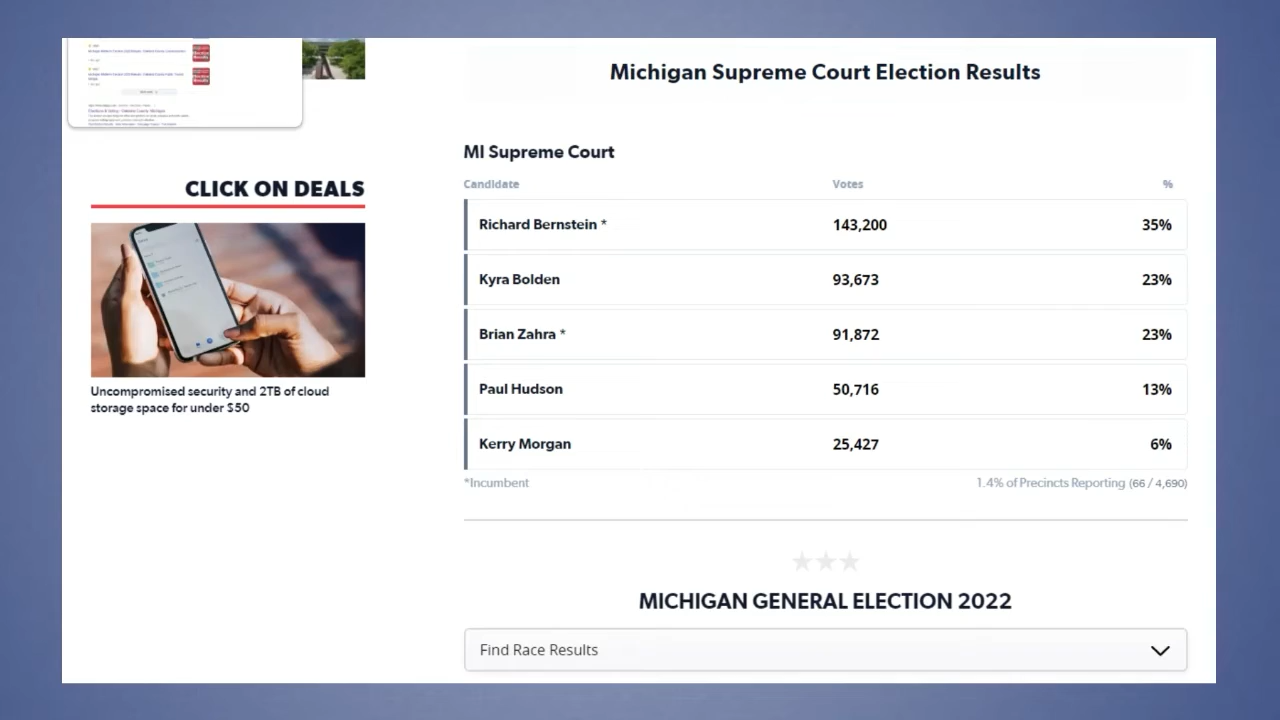 Michigan Supreme Court Election Results
MI Supreme Court
Candidate Votes %
Richard Bernstein * 143,200 35%
Kyra Bolden 93,673 23%
Brian Zahra * 91,872 23%
Paul Hudson 50,716 13%
Kerry Morgan 25,427 6%
*Incumbent 1.4% of Precincts Reporting (66 / 4,690)
MICHIGAN GENERAL ELECTION 2022
Find Race Results
CLICK ON DEALS
Uncompromised security and 2TB of cloud
storage space for under $50